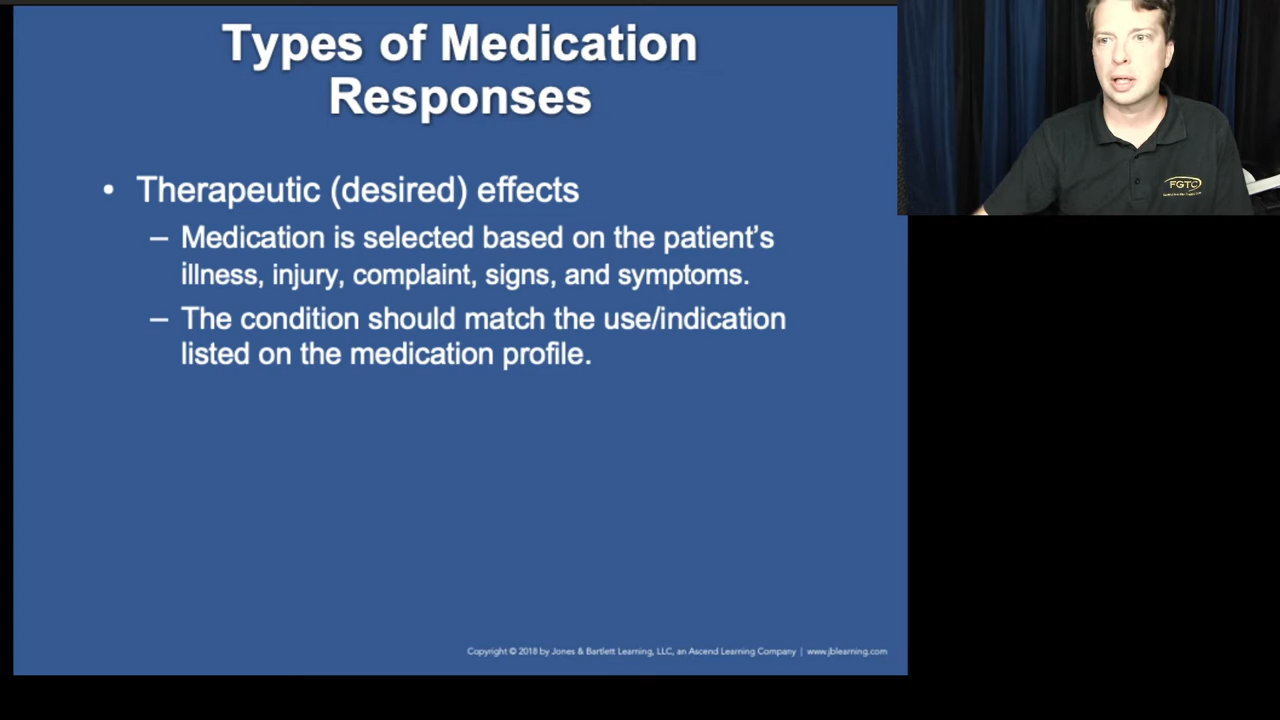 Types of Medication
Responses
• Therapeutic (desired) effects
– Medication is selected based on the patient’s
illness, injury, complaint, signs, and symptoms.
– The condition should match the use/indication
listed on the medication profile.
Copyright © 2018 by Jones & Bartlett Learning, LLC, an Ascend Learning Company | www.jblearning.com
FGTC